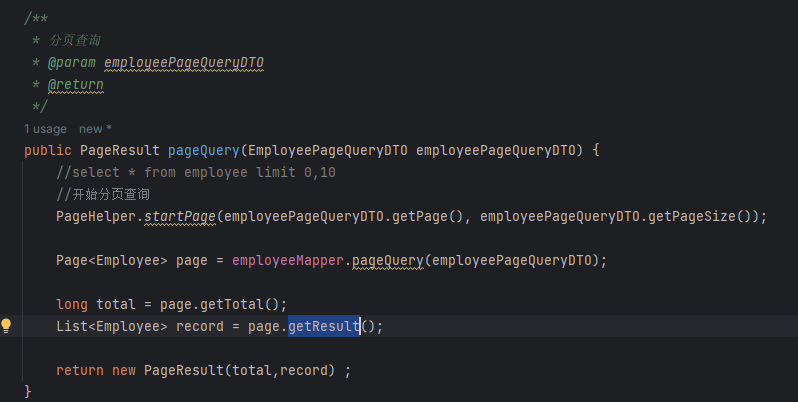 /**
 * 分页查询
 * @param employeePageQueryDTO
 * @return
 */
1 usage   new *
public PageResult pageQuery(EmployeePageQueryDTO employeePageQueryDTO) {
    //select * from employee limit 0,10
    //开始分页查询
    PageHelper.startPage(employeePageQueryDTO.getPage(), employeePageQueryDTO.getPageSize());
    Page<Employee> page = employeeMapper.pageQuery(employeePageQueryDTO);
    long total = page.getTotal();
    List<Employee> record = page.getResult();
    return new PageResult(total,record) ;
}